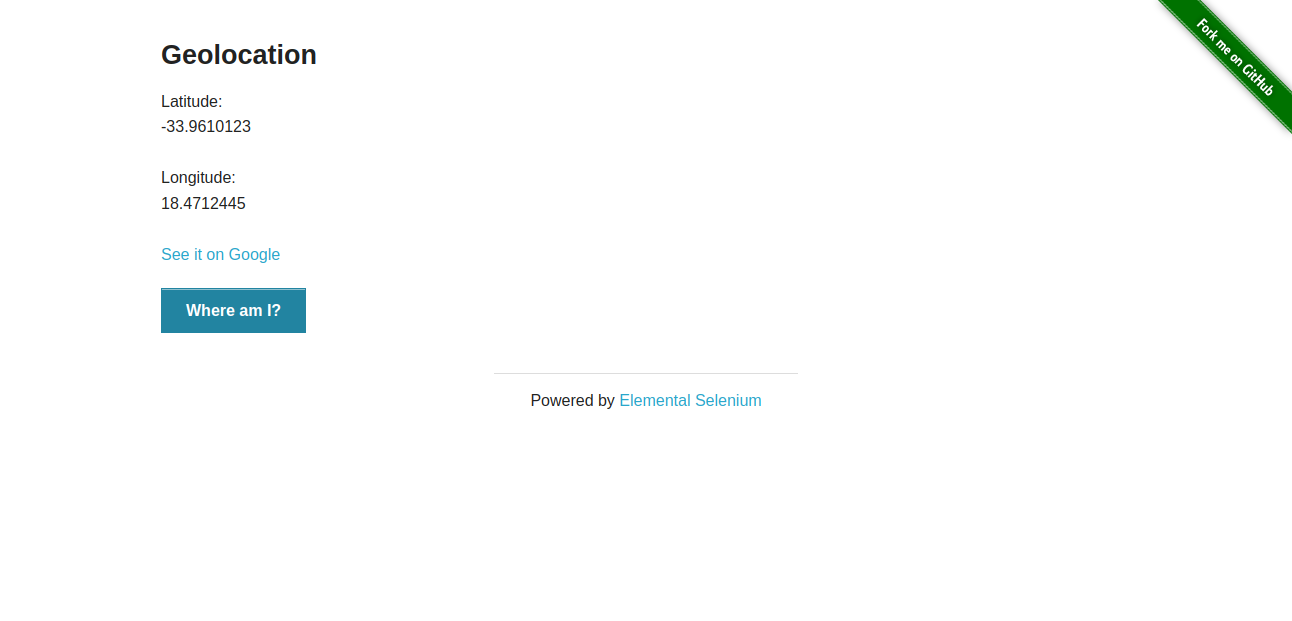 Fork me on GitHub
Geolocation
Latitude:
-33.9610123
Longitude:
18.4712445
See it on Google
Where am I?
Powered by Elemental Selenium